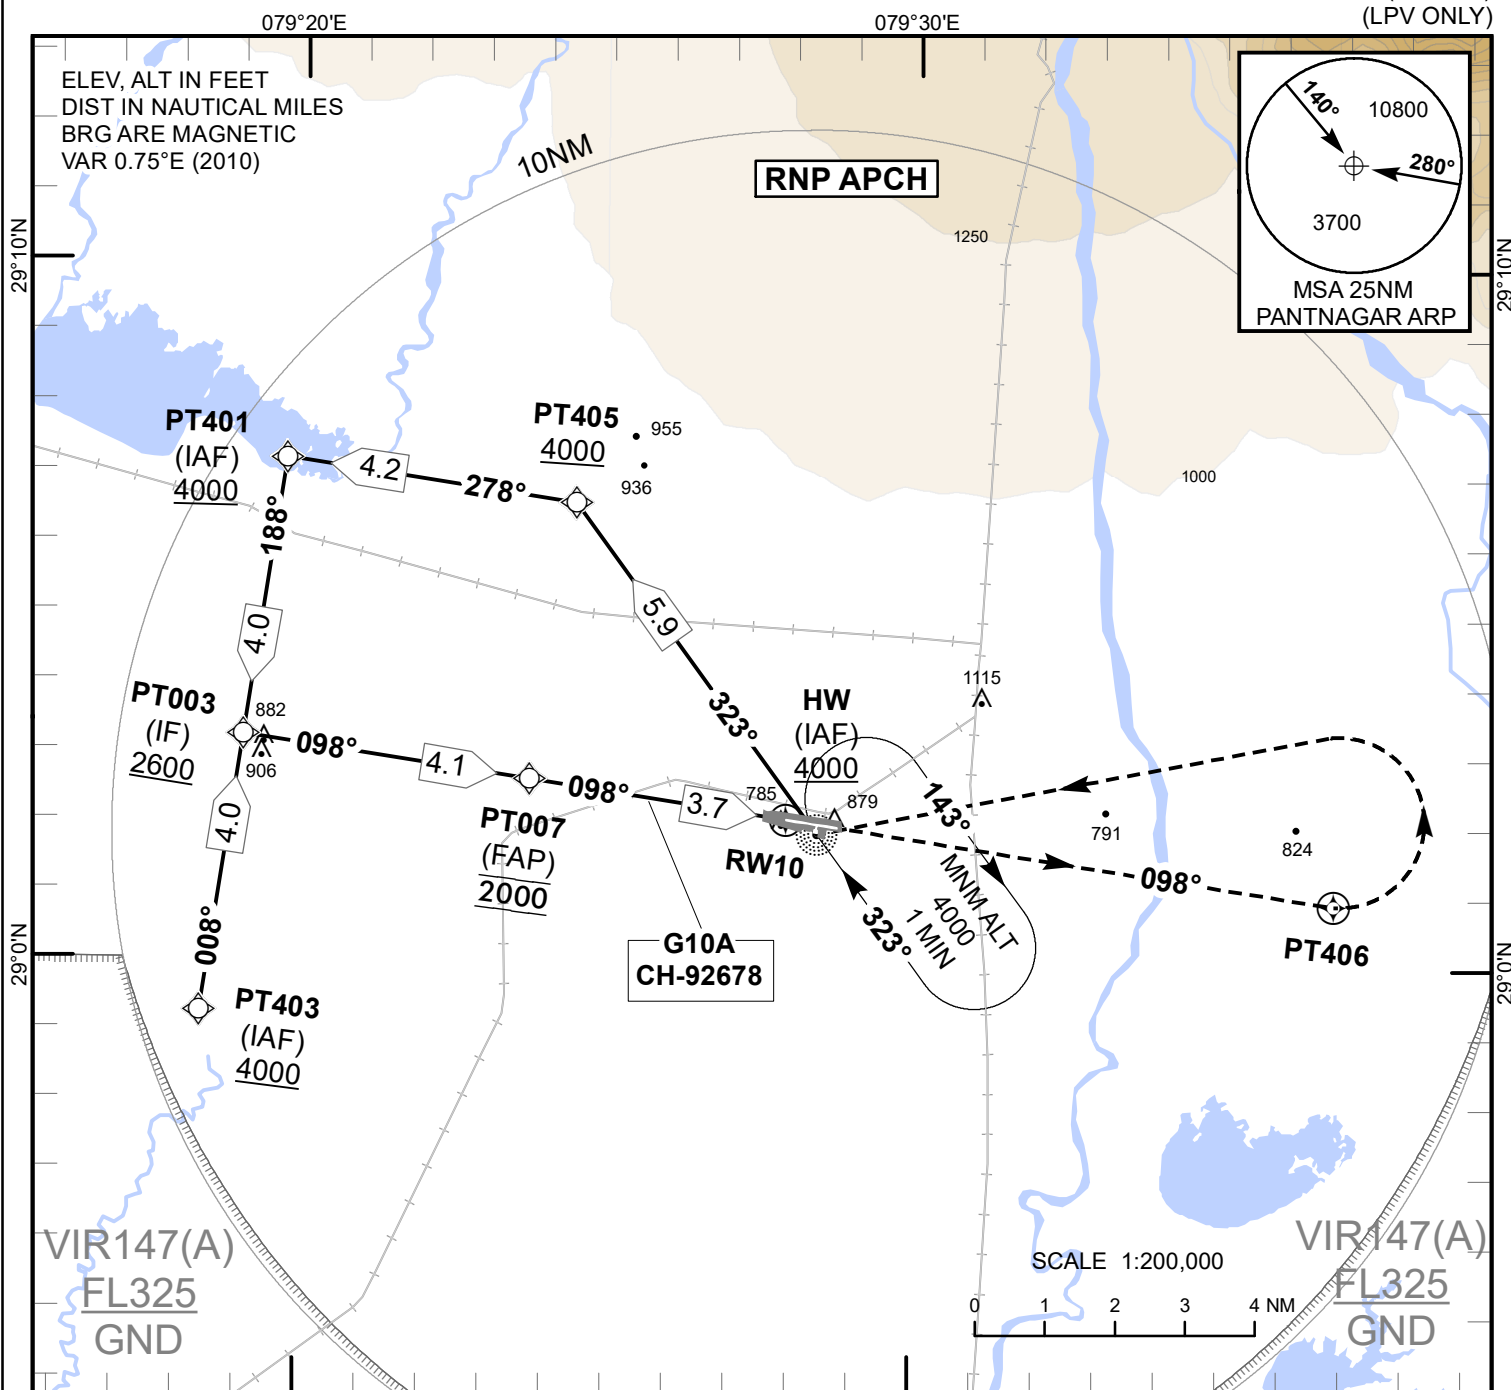 (LPV ONLY)
079°20'E
079°30'E
ELEV, ALT IN FEET
DIST IN NAUTICAL MILES
BRG ARE MAGNETIC
VAR 0.75°E (2010)
10NM
RNP APCH
140°
10800
280°
3700
MSA 25NM
PANTNAGAR ARP
29°10'N
29°10'N
1250
1000
PT401
(IAF)
4000
4.2
278°
PT405
4000
955
936
188°
4.0
5.9
323°
PT003
(IF)
2600
882
906
098°
4.1
098°
3.7
PT007
(FAP)
2000
785
RW10
HW
(IAF)
4000
879
1115
143°
MNM ALT
4000
1 MIN
323°
791
824
098°
PT406
4.0
008°
PT403
(IAF)
4000
G10A
CH-92678
29°0'N
29°0'N
VIR147(A)
FL325
GND
SCALE 1:200,000
0 1 2 3 4 NM
VIR147(A)
FL325
GND